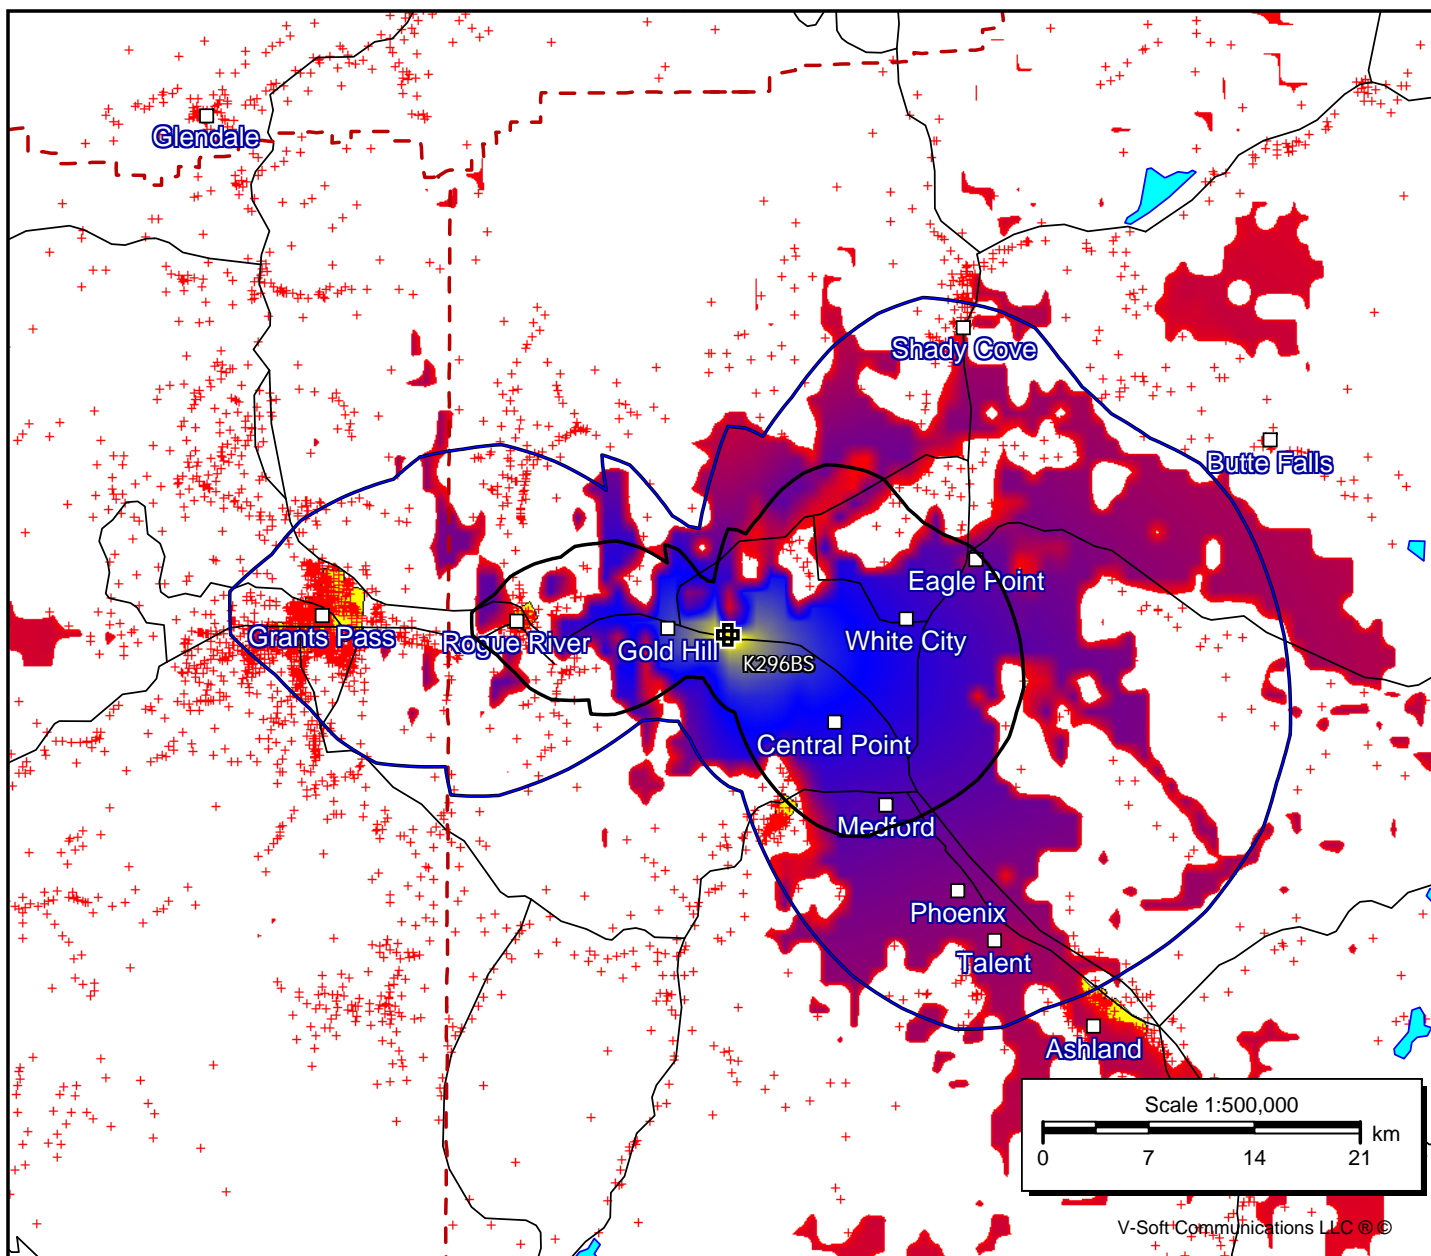 Glendale
Shady Cove
Butte Falls
Eagle Point
Grants Pass
Rogue River
Gold Hill
White City
K296BS
Central Point
Medford
Phoenix
Talent
Ashland
Scale 1:500,000
km
0 7 14 21
V-Soft Communications LLC ® ©